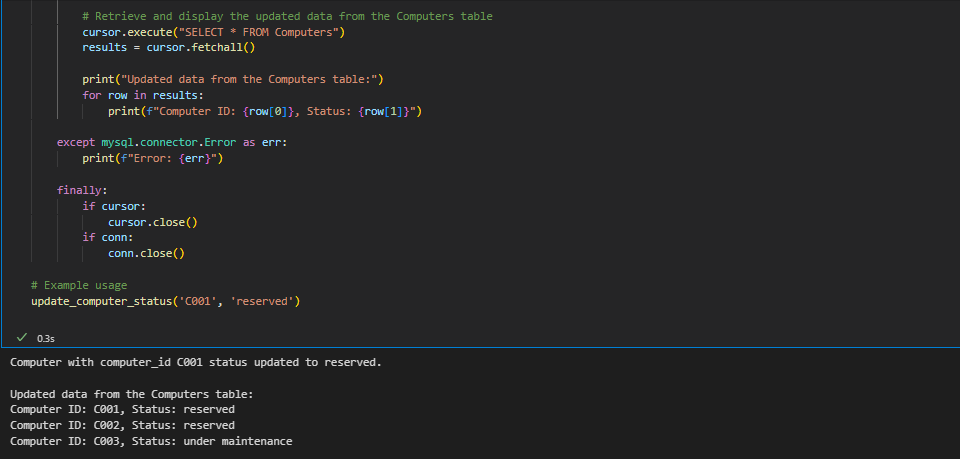 # Retrieve and display the updated data from the Computers table
cursor.execute("SELECT * FROM Computers")
results = cursor.fetchall()
print("Updated data from the Computers table:")
for row in results:
print(f"Computer ID: {row[0]}, Status: {row[1]}")
except mysql.connector.Error as err:
print(f"Error: {err}")
finally:
if cursor:
cursor.close()
if conn:
conn.close()
# Example usage
update_computer_status('C001', 'reserved')
0.3s
Computer with computer_id C001 status updated to reserved.
Updated data from the Computers table:
Computer ID: C001, Status: reserved
Computer ID: C002, Status: reserved
Computer ID: C003, Status: under maintenance